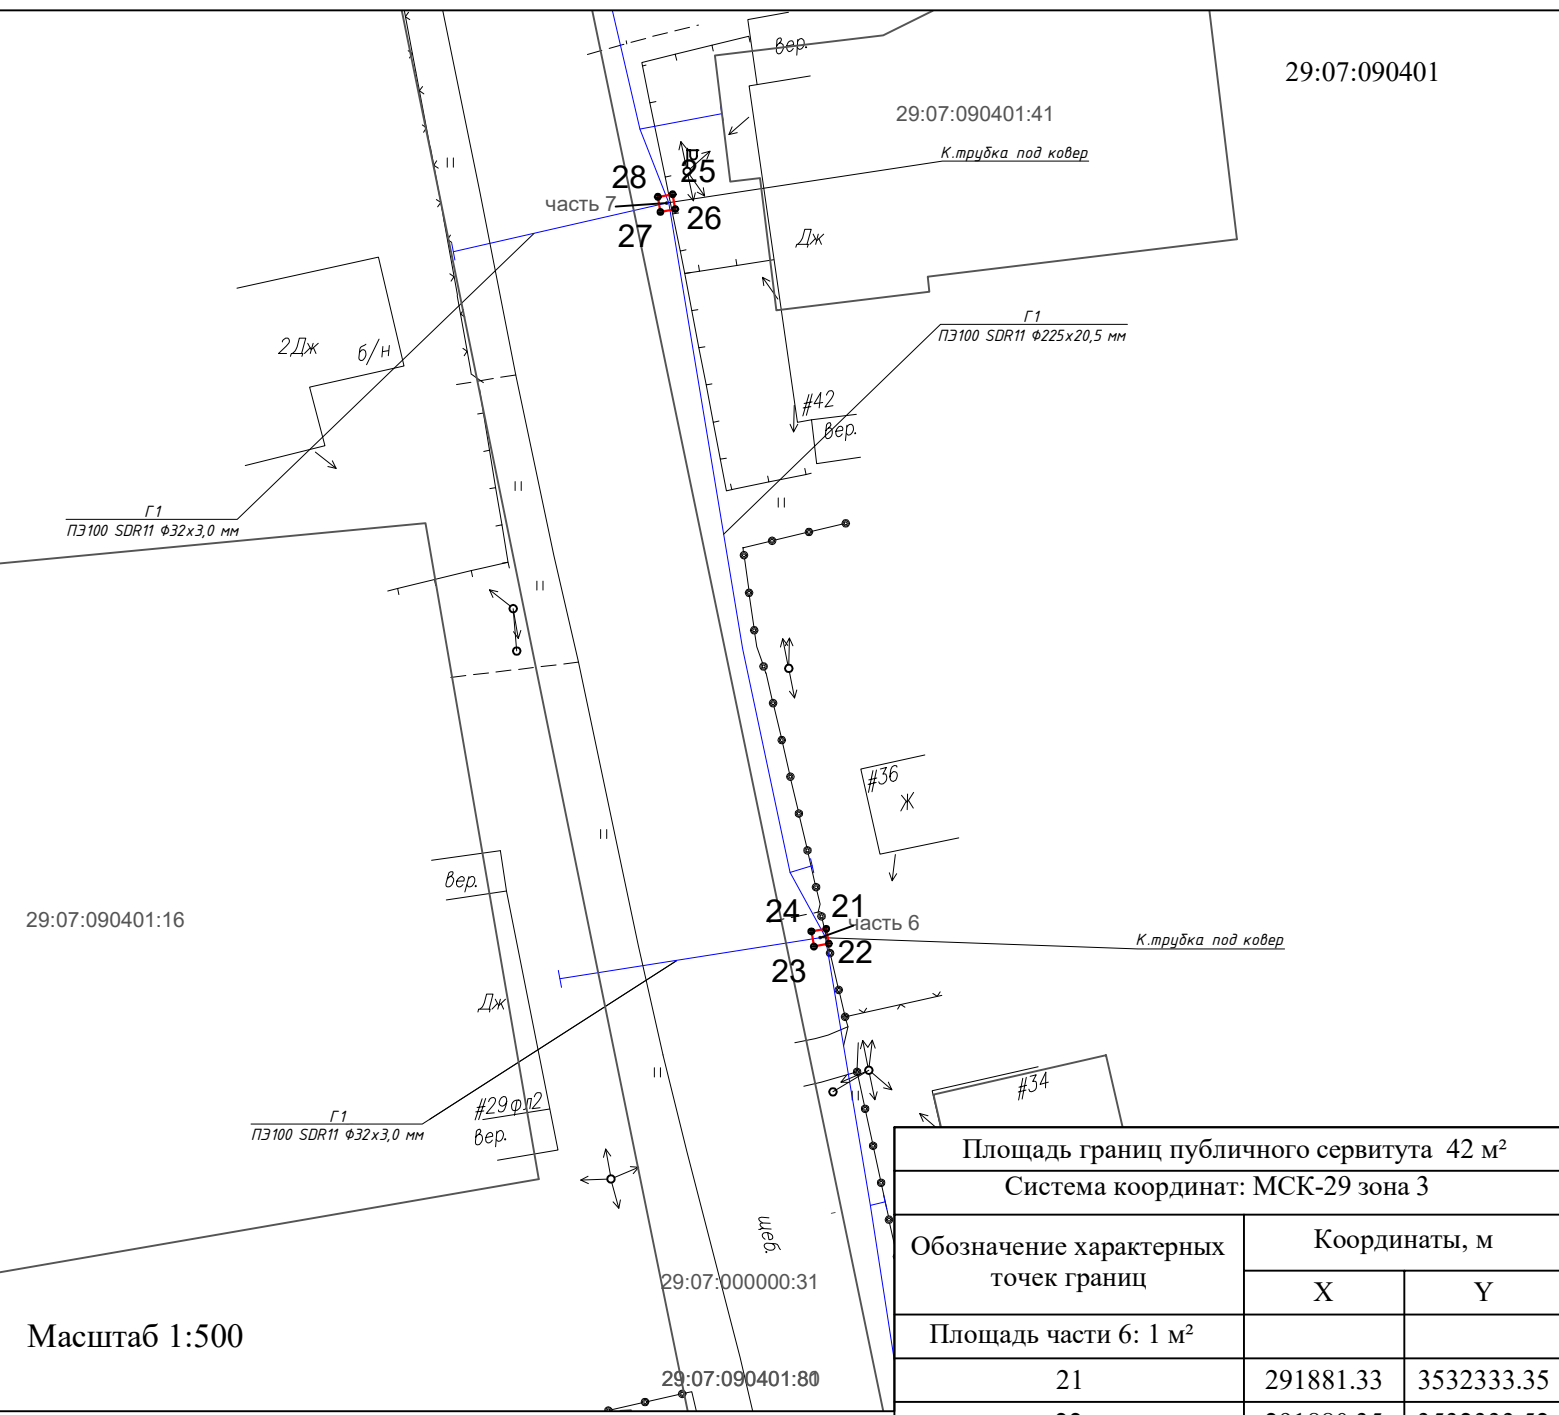 вер.
29:07:090401
29:07:090401:41
К.трубка под ковер
28
25
часть 7
26
27
Дж
Г1
ПЭ100 SDR11 Ф225х20,5 мм
2Дж
б/н
#42
вер.
Г1
ПЭ100 SDR11 Ф32х3,0 мм
#36
Ж
вер.
29:07:090401:16
24
21
часть 6
22
23
К.трубка под ковер
Дж
#29фл2
вер.
Г1
ПЭ100 SDR11 Ф32х3,0 мм
#34
щеб.
29:07:000000:31
Масштаб 1:500
Площадь границ публичного сервитута 42 м²
Система координат: МСК-29 зона 3
Обозначение характерных
точек границ
Координаты, м
X
Y
Площадь части 6: 1 м²
21
291881.33
3532333.35